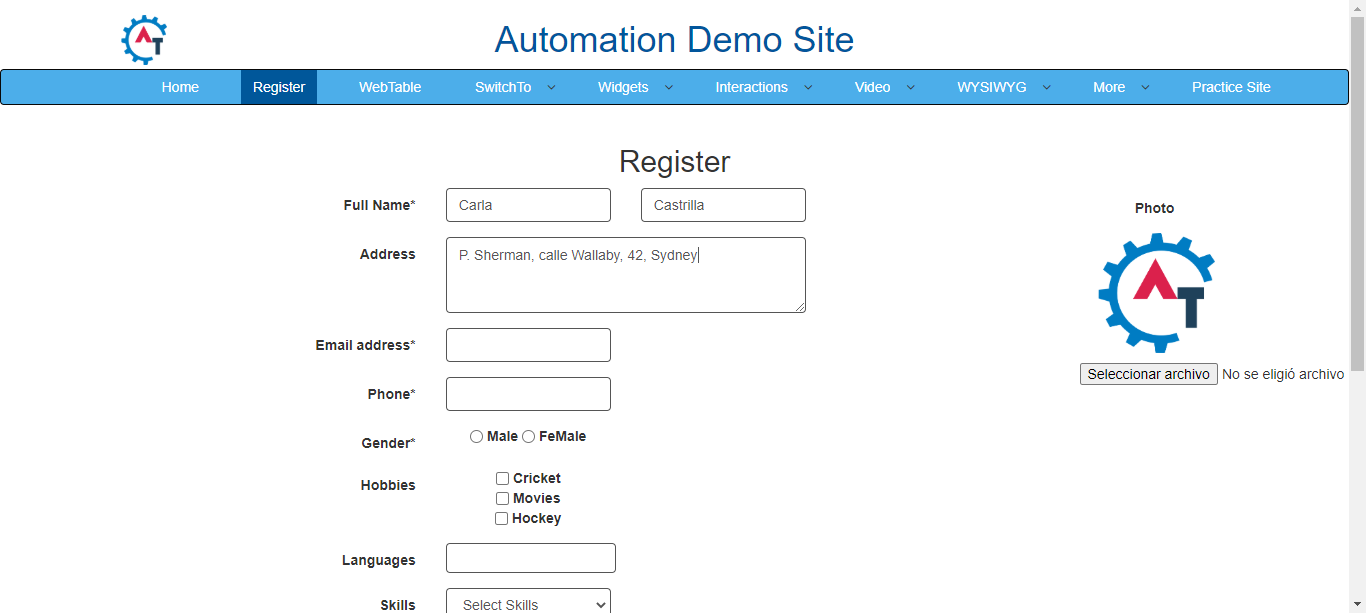 AT
Automation Demo Site
Home Register WebTable SwitchTo Widgets Interactions Video WYSIWYG More Practice Site
Register
Full Name* Carla Castrilla
Photo
Address P. Sherman, calle Wallaby, 42, Sydney
AT
Email address*
Seleccionar archivo No se eligió archivo
Phone*
Gender* Male FeMale
Hobbies Cricket
Movies
Hockey
Languages
Skills Select Skills